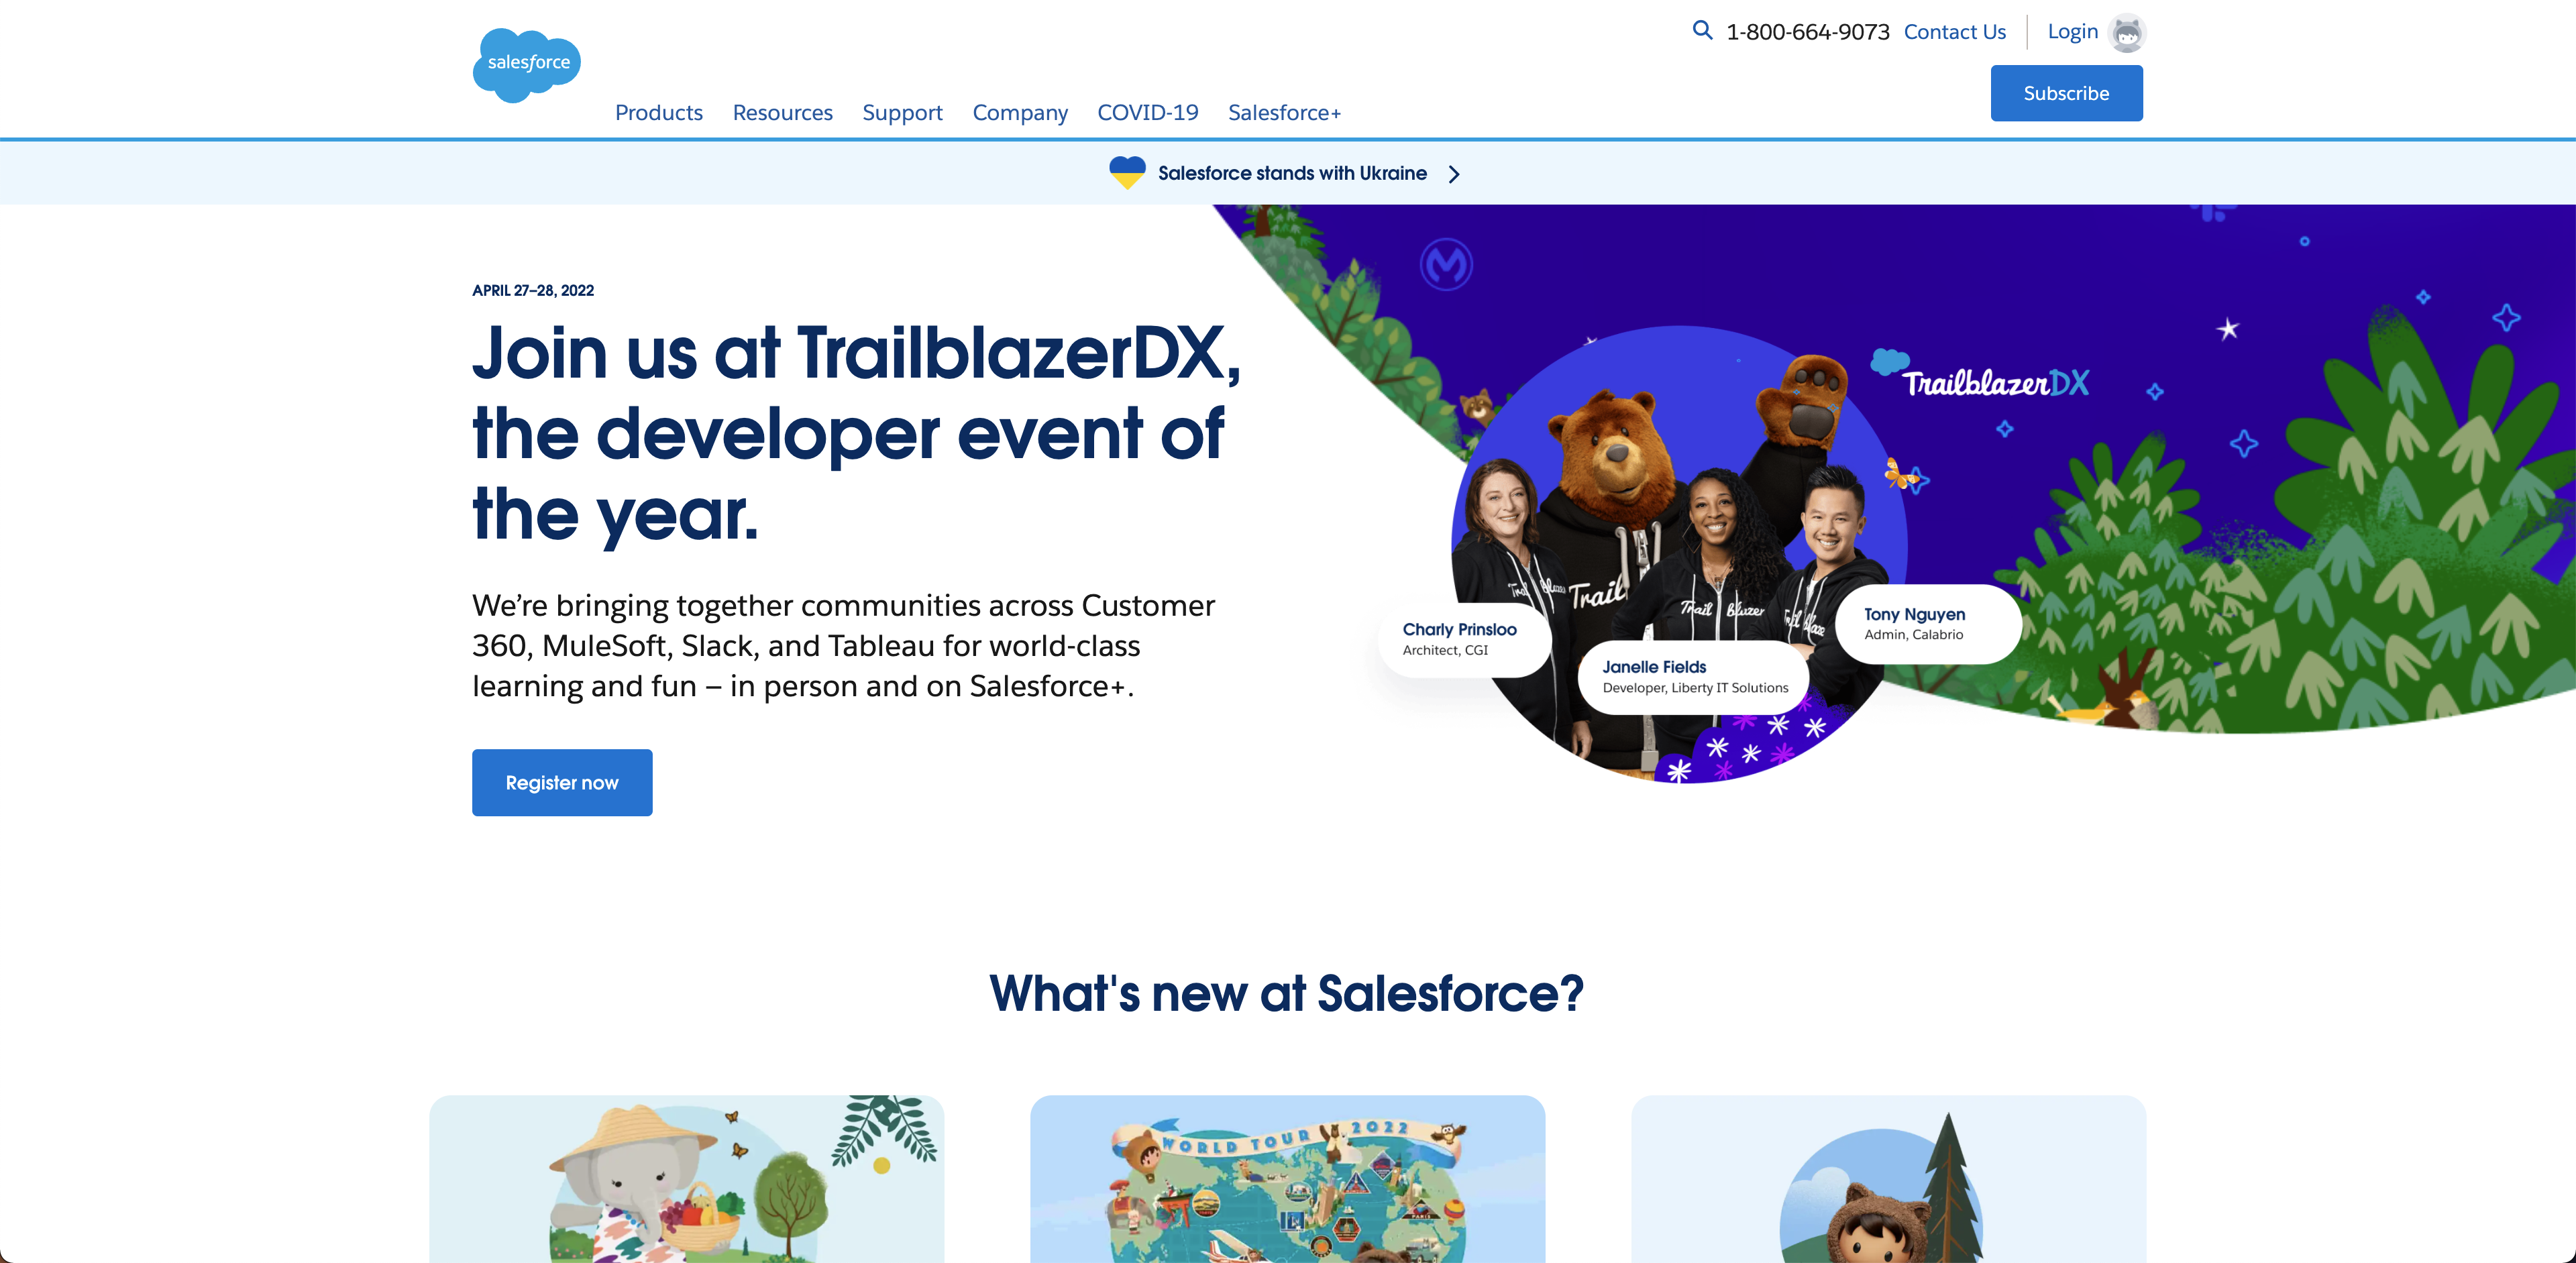 salesforce
1-800-664-9073 Contact Us Login
Subscribe
Products Resources Support Company COVID-19 Salesforce+
Salesforce stands with Ukraine
APRIL 27–28, 2022
Join us at TrailblazerDX,
the developer event of
the year.
We’re bringing together communities across Customer
360, MuleSoft, Slack, and Tableau for world-class
learning and fun – in person and on Salesforce+.
Register now
TrailblazerDX
Trail
Trail blazer
Charly Prinsloo
Architect, CGI
Janelle Fields
Developer, Liberty IT Solutions
Tony Nguyen
Admin, Calabrio
What's new at Salesforce?
WORLD TOUR 2022
PARIS